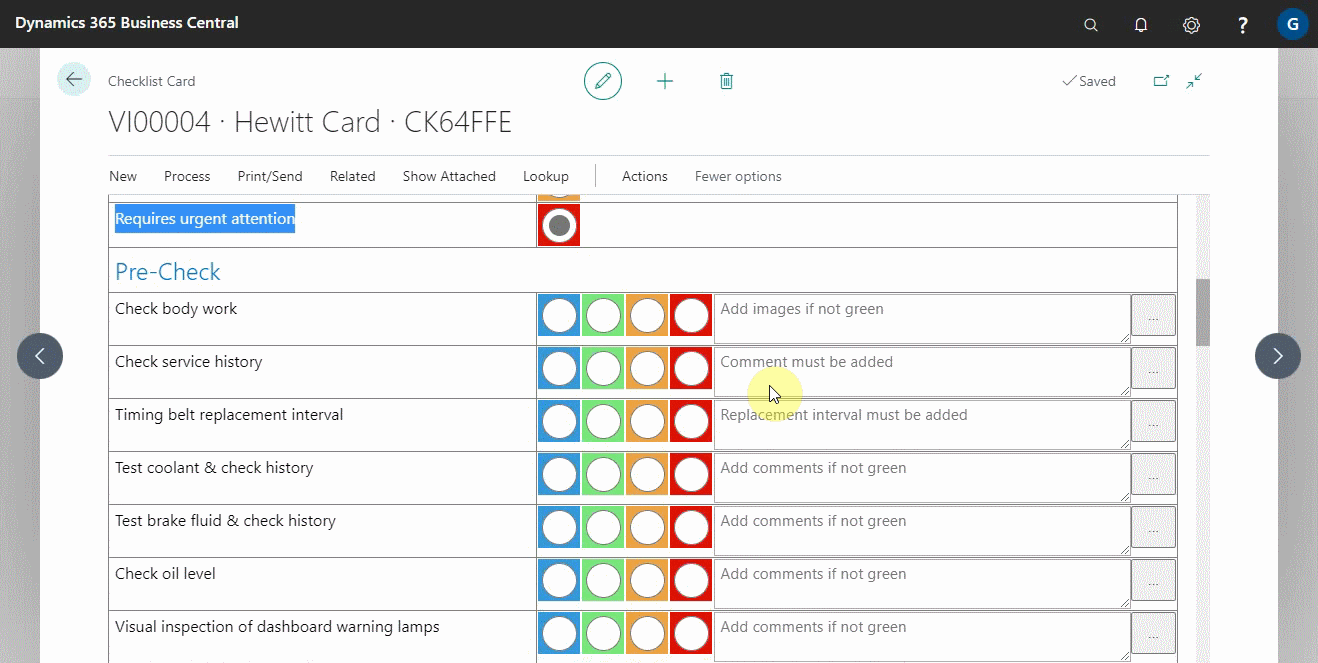 Dynamics 365 Business Central
? G
Checklist Card
Saved
VI00004 · Hewitt Card · CK64FFE
New Process Print/Send Related Show Attached Lookup Actions Fewer options
Requires urgent attention
Pre-Check
Check body work Add images if not green ...
Check service history Comment must be added ...
Timing belt replacement interval Replacement interval must be added ...
Test coolant & check history Add comments if not green ...
Test brake fluid & check history Add comments if not green ...
Check oil level Add comments if not green ...
Visual inspection of dashboard warning lamps Add comments if not green ...